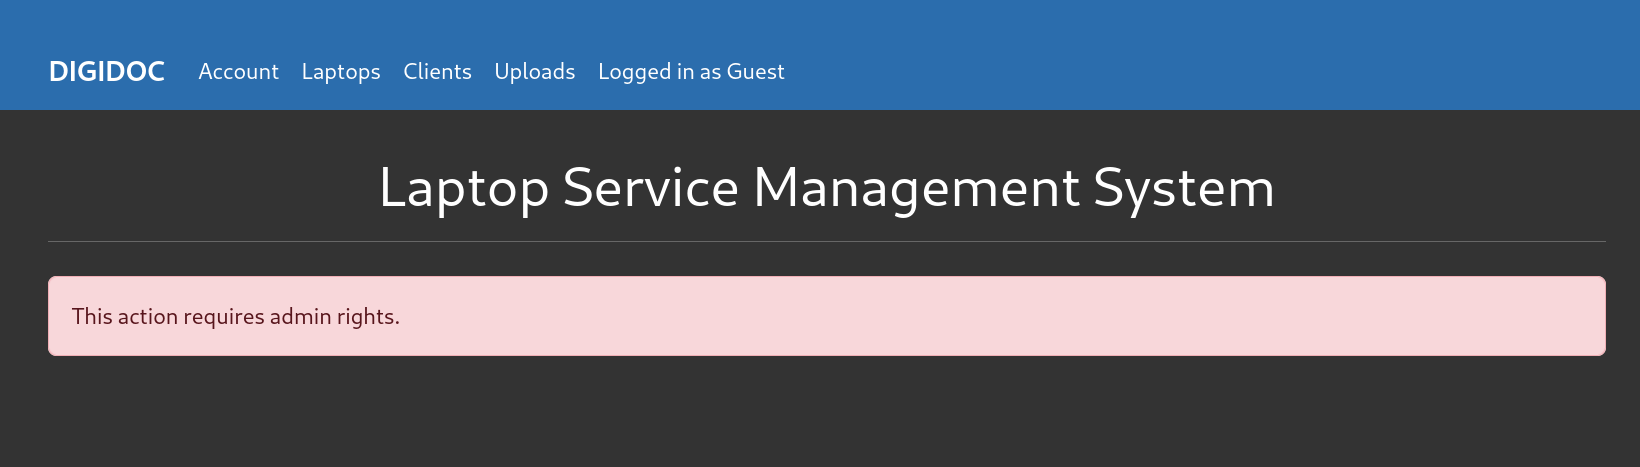 DIGIDOC Account Laptops Clients Uploads Logged in as Guest
Laptop Service Management System
This action requires admin rights.